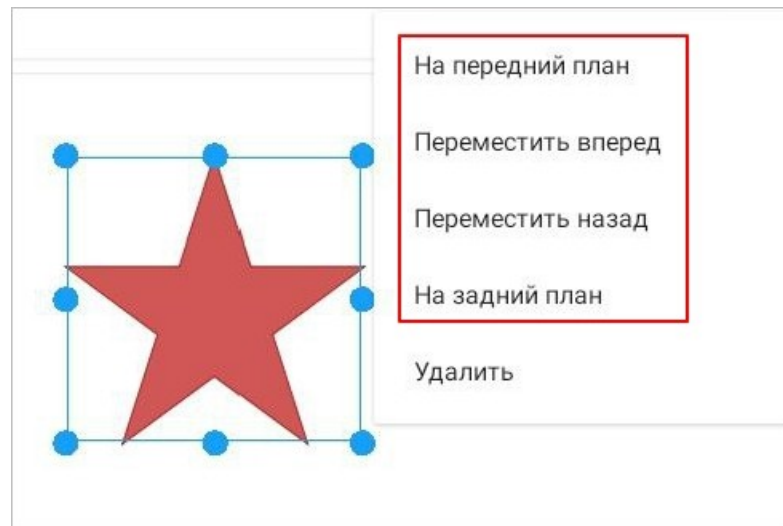 На передний план
Переместить вперед
Переместить назад
На задний план
Удалить